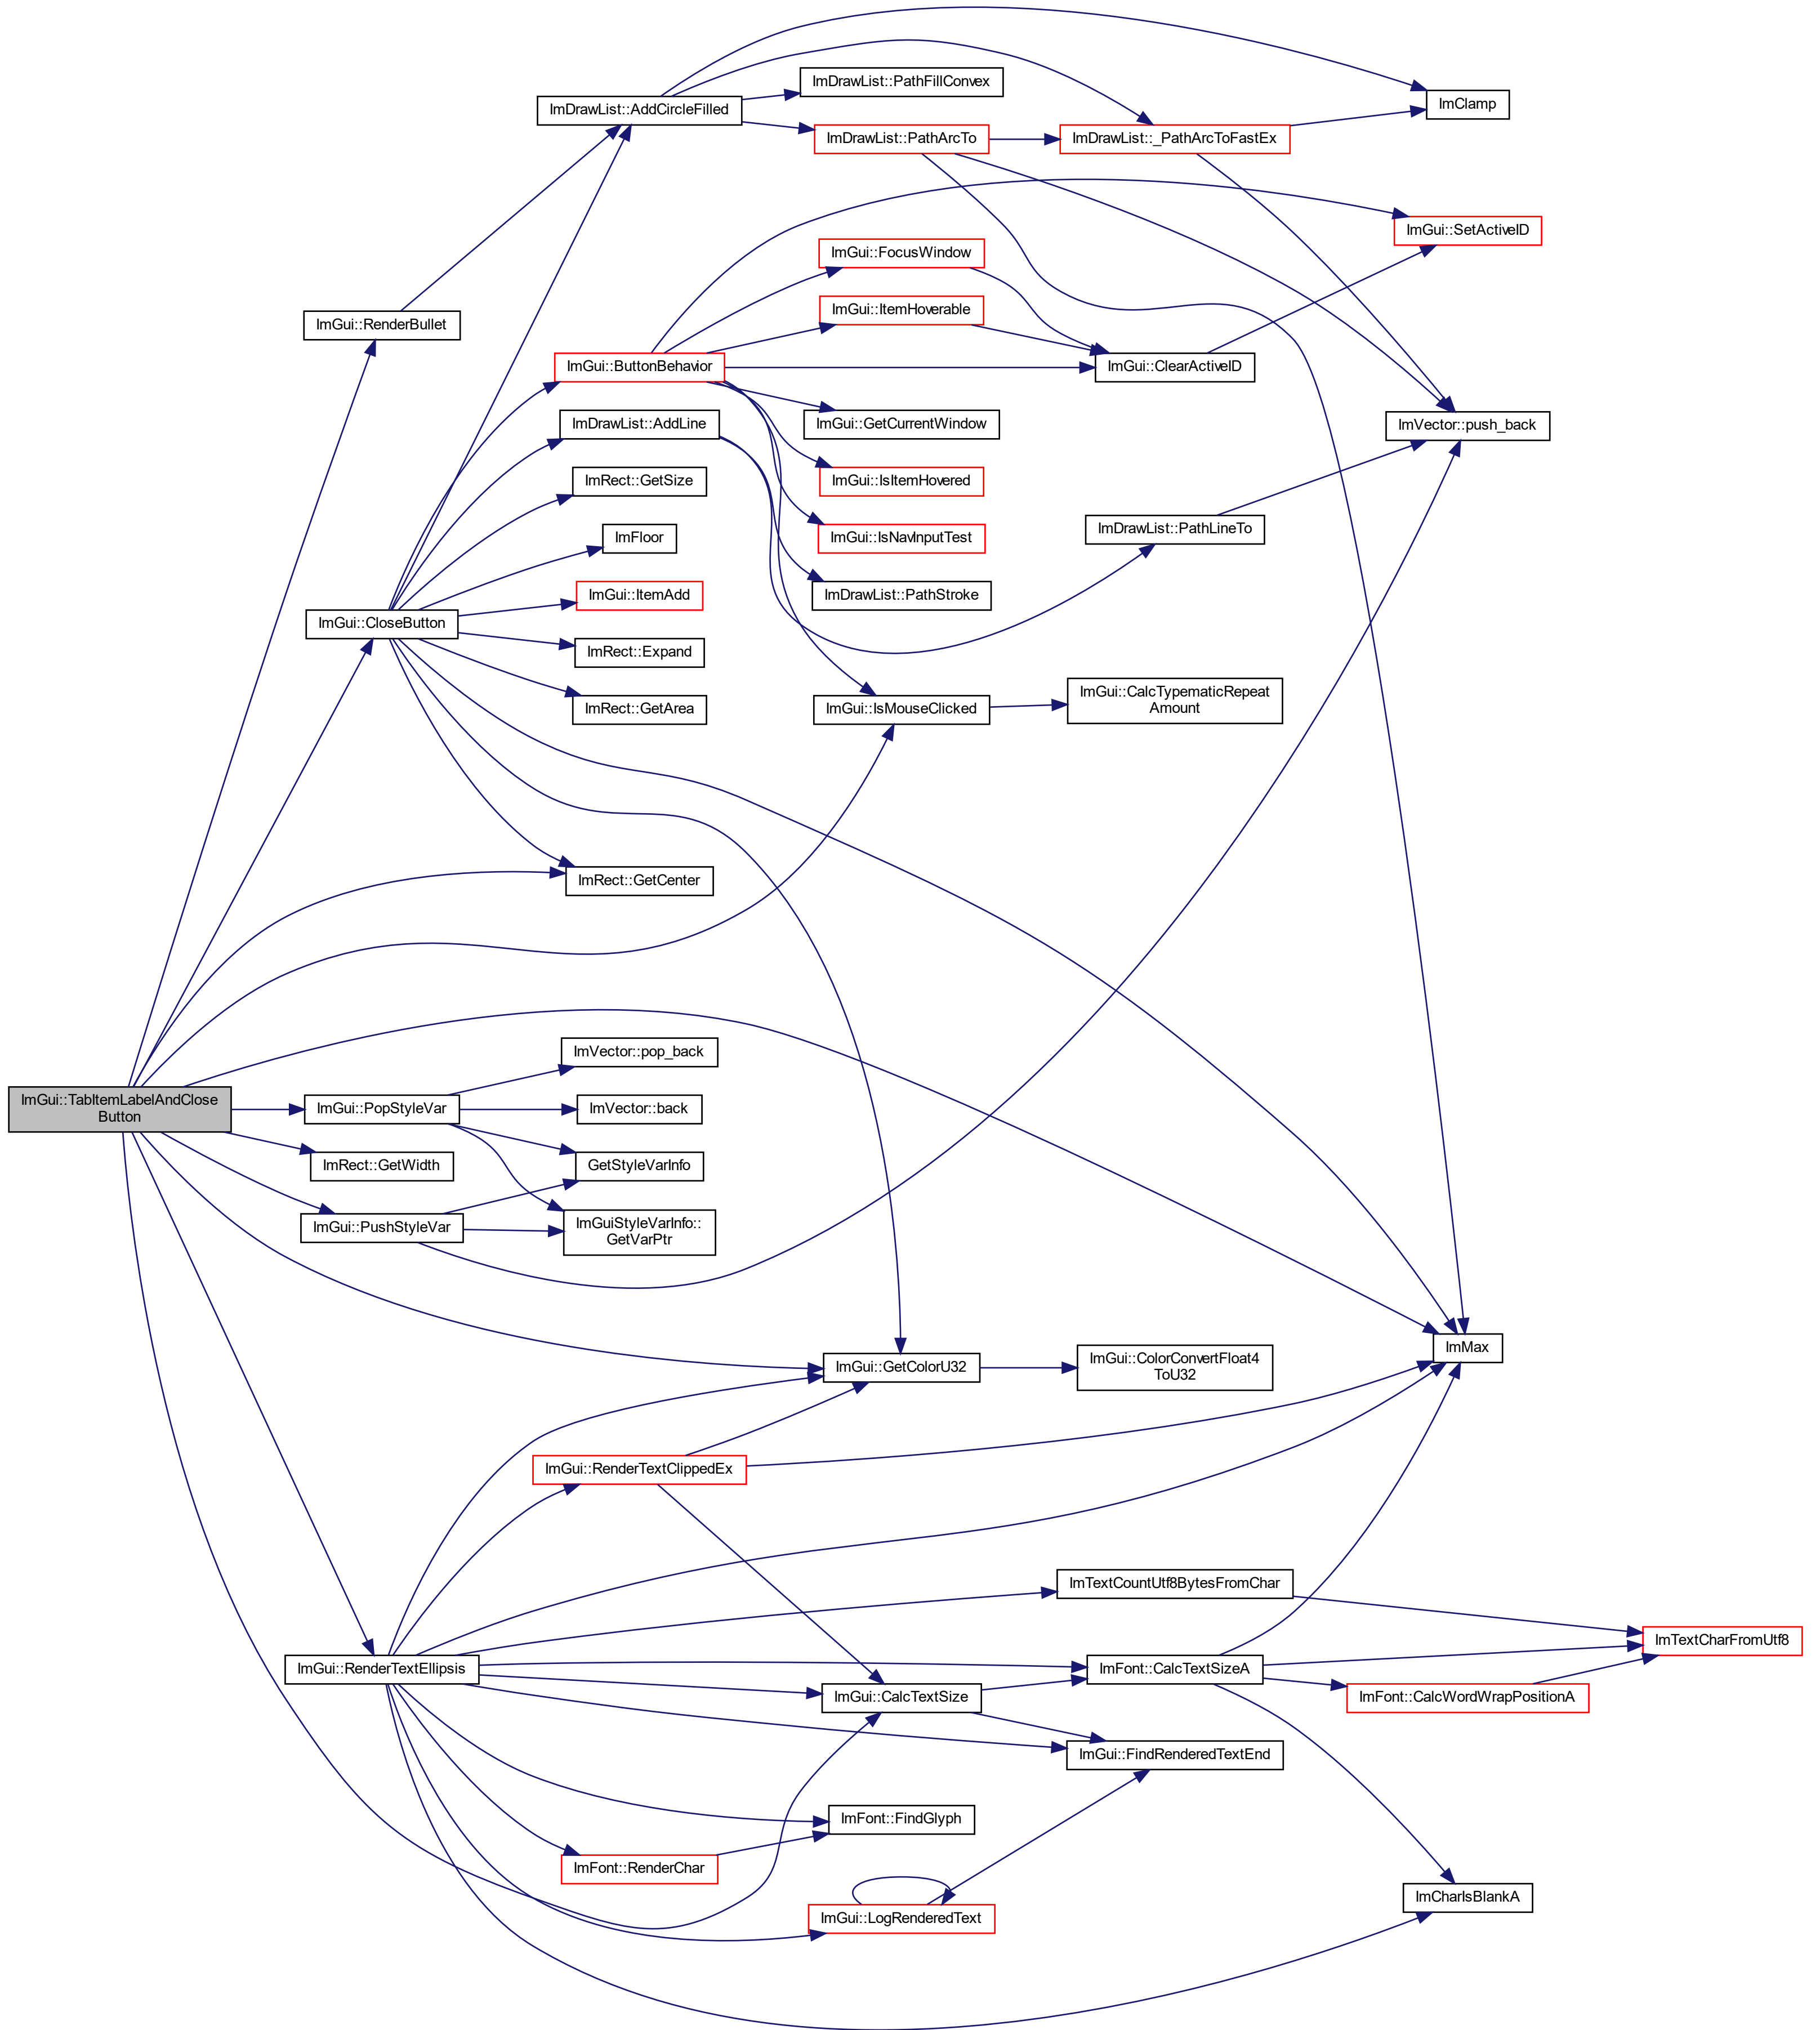 ImDrawList::AddCircleFilled
ImDrawList::PathFillConvex
ImClamp
ImDrawList::PathArcTo
ImDrawList::_PathArcToFastEx
ImGui::SetActiveID
ImGui::FocusWindow
ImGui::RenderBullet
ImGui::ItemHoverable
ImGui::ButtonBehavior
ImGui::ClearActiveID
ImDrawList::AddLine
ImGui::GetCurrentWindow
ImVector::push_back
ImRect::GetSize
ImGui::IsItemHovered
ImFloor
ImGui::IsNavInputTest
ImDrawList::PathLineTo
ImGui::ItemAdd
ImDrawList::PathStroke
ImGui::CloseButton
ImRect::Expand
ImRect::GetArea
ImGui::IsMouseClicked
ImGui::CalcTypematicRepeat
Amount
ImRect::GetCenter
ImVector::pop_back
ImGui::TabItemLabelAndClose
Button
ImGui::PopStyleVar
ImVector::back
ImRect::GetWidth
GetStyleVarInfo
ImGui::PushStyleVar
ImGuiStyleVarInfo::
GetVarPtr
ImMax
ImGui::GetColorU32
ImGui::ColorConvertFloat4
ToU32
ImGui::RenderTextClippedEx
ImTextCountUtf8BytesFromChar
ImTextCharFromUtf8
ImGui::RenderTextEllipsis
ImFont::CalcTextSizeA
ImGui::CalcTextSize
ImFont::CalcWordWrapPositionA
ImGui::FindRenderedTextEnd
ImFont::FindGlyph
ImFont::RenderChar
ImGui::LogRenderedText
ImCharIsBlankA